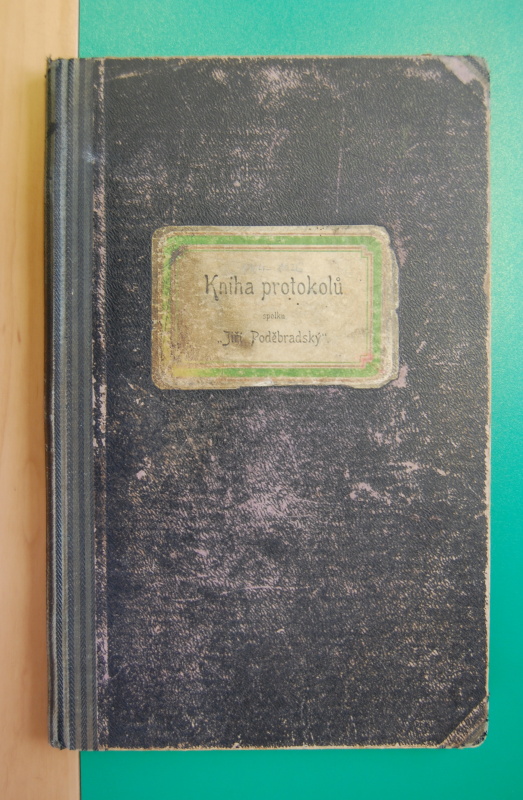 Kniha protokolů
spolku
„Jiří Poděbradský“.